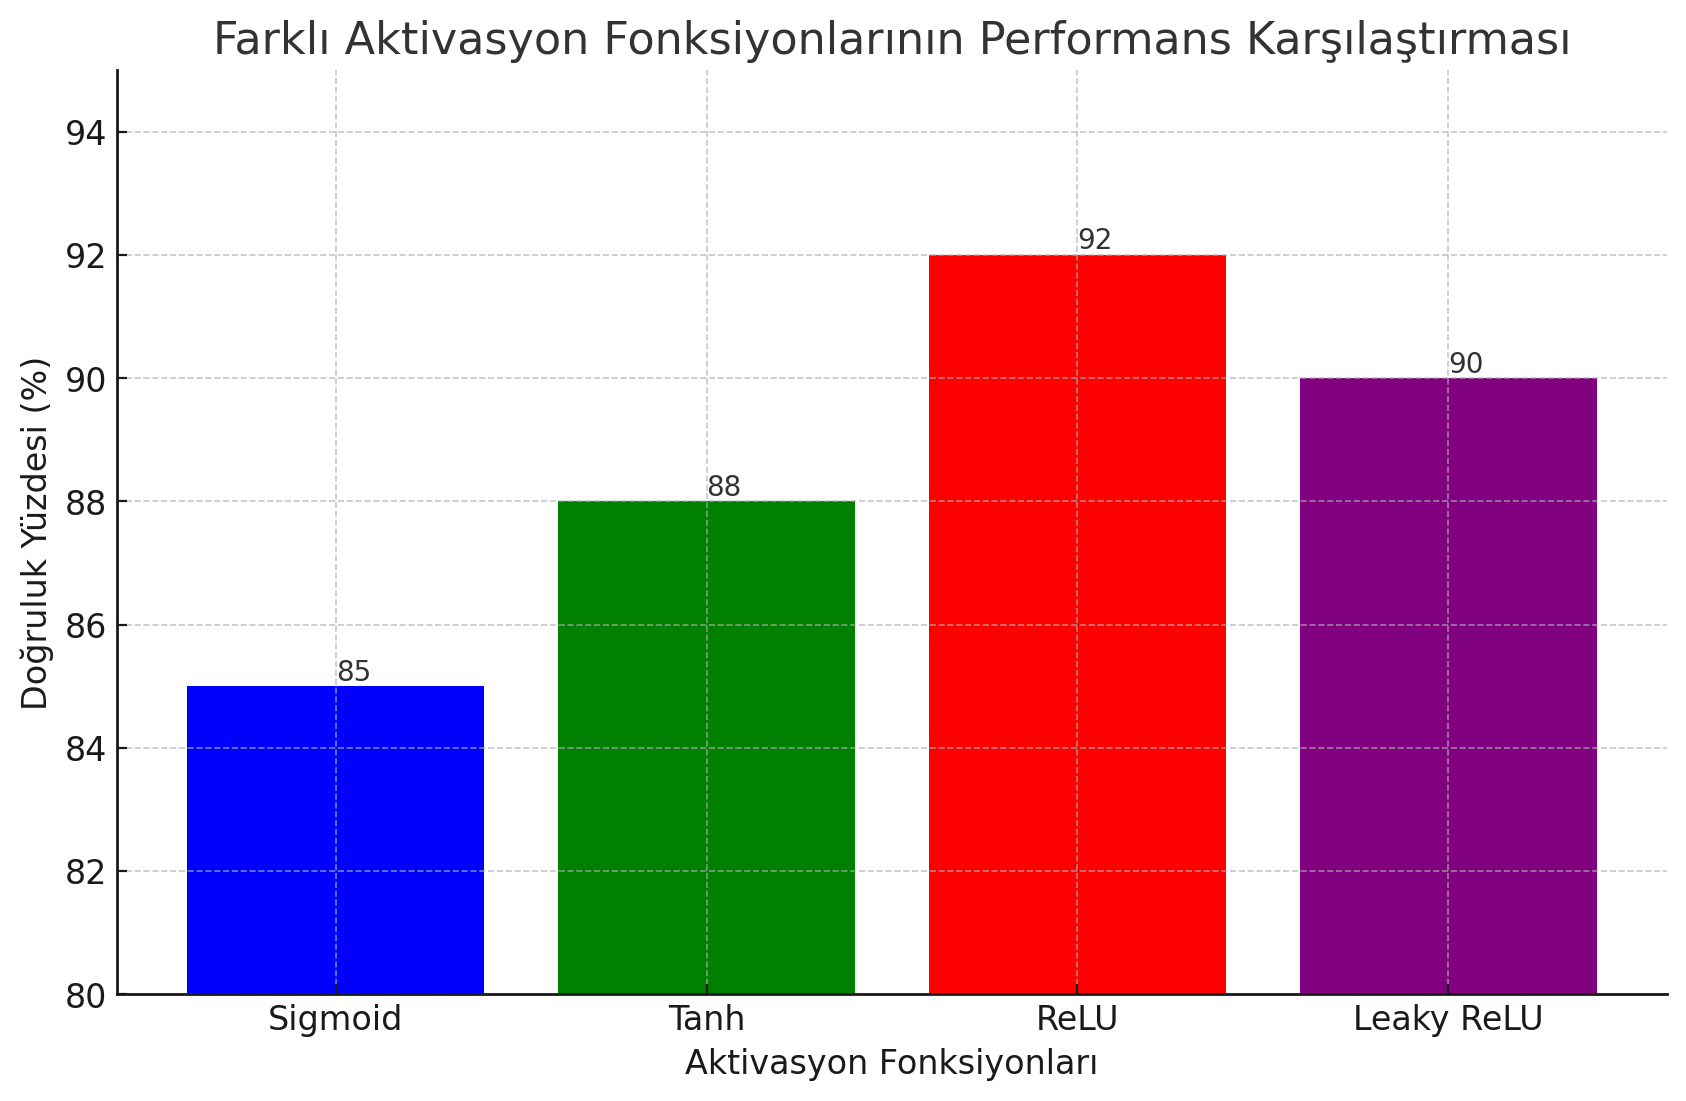 Farklı Aktivasyon Fonksiyonlarının Performans Karşılaştırması
Doğruluk Yüzdesi (%)
94
92
90
88
86
84
82
80
85
88
92
90
Sigmoid
Tanh
ReLU
Leaky ReLU
Aktivasyon Fonksiyonları